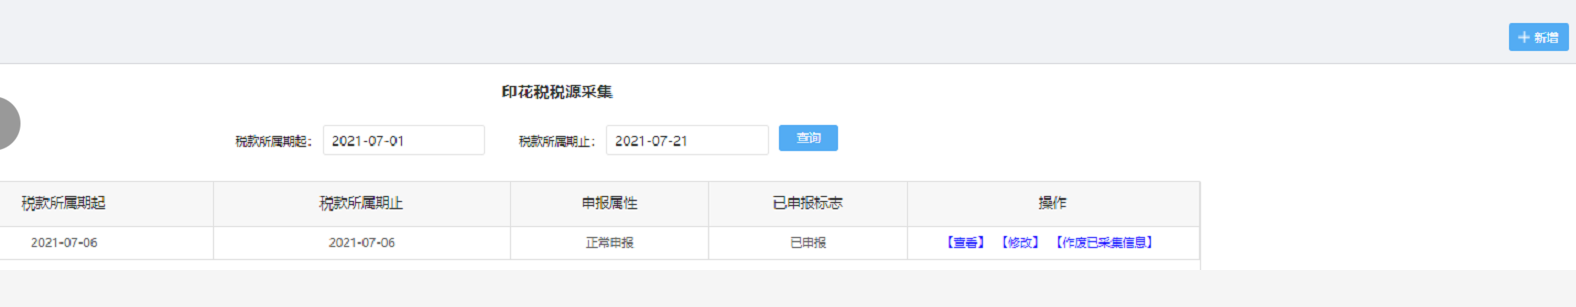 新增
印花税税源采集
税款所属期起： 2021-07-01 税款所属期止： 2021-07-21 查询
税款所属期起 税款所属期止 申报属性 已申报标志 操作
2021-07-06 2021-07-06 正常申报 已申报 【查看】 【修改】 【作废已采集信息】